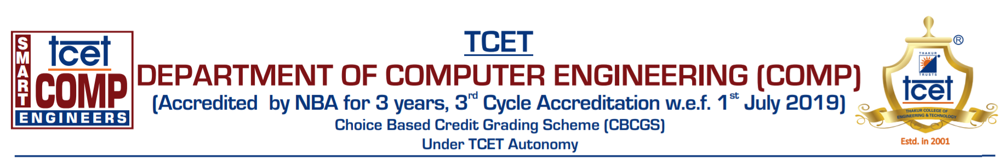 SMART
tcet
COMP
ENGINEERS
TCET
DEPARTMENT OF COMPUTER ENGINEERING (COMP)
(Accredited by NBA for 3 years, 3rd Cycle Accreditation w.e.f. 1st July 2019)
Choice Based Credit Grading Scheme (CBCGS)
Under TCET Autonomy
®
THAKUR
TRUSTS
tcet
THAKUR COLLEGE OF
ENGINEERING & TECHNOLOGY
Estd. in 2001